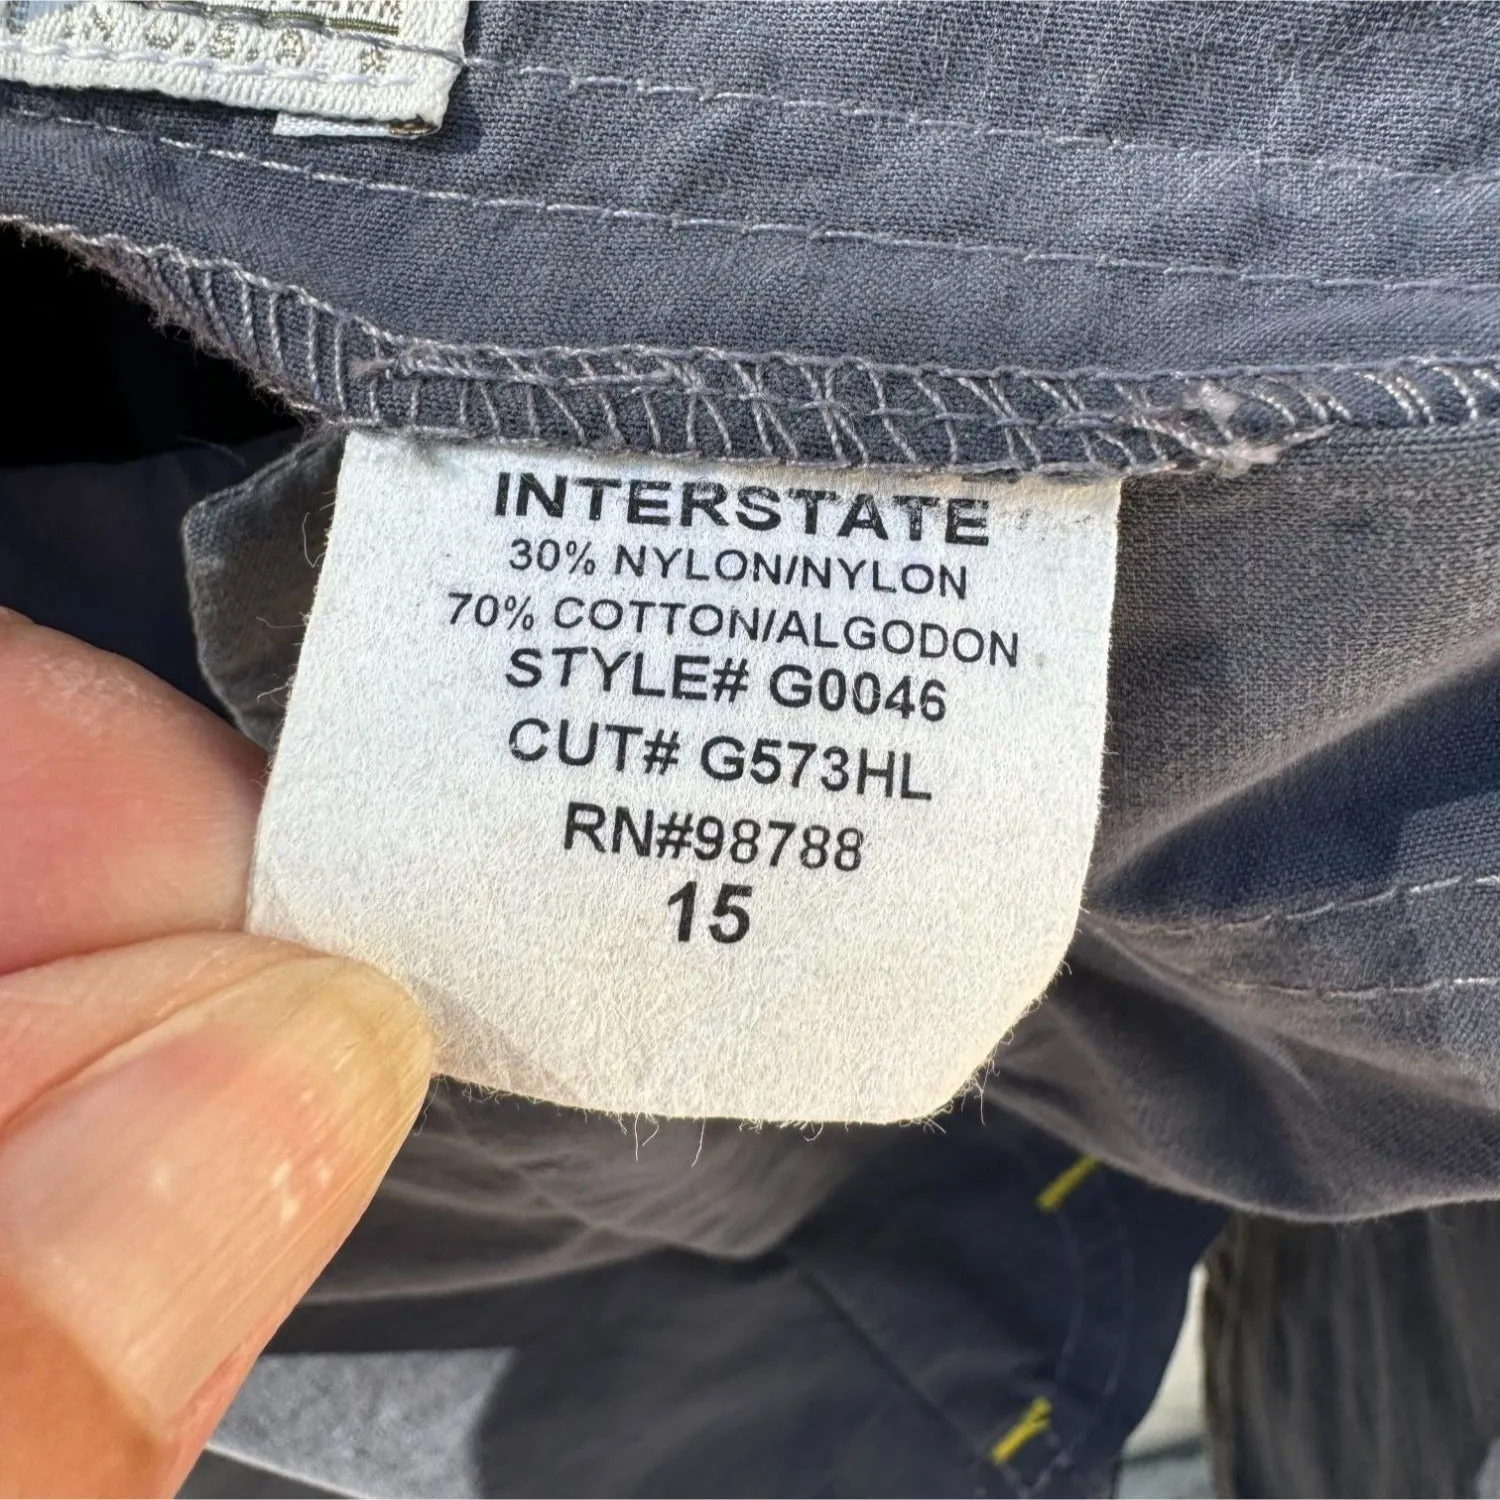 U.S.A
INTERSTATE
30% NYLON/NYLON
70% COTTON/ALGODON
STYLE# G0046
CUT# G573HL
RN#98788
15